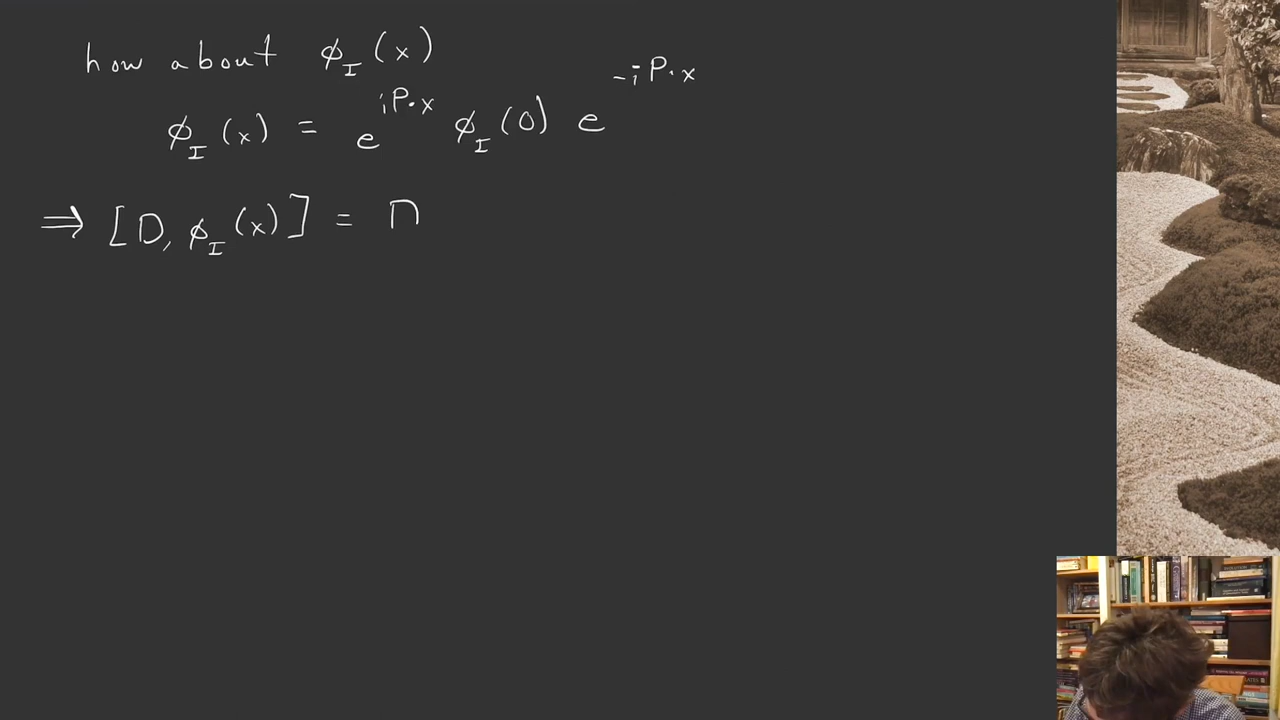 how about ϕ_I(x)
ϕ_I(x) = e^{iP·x} ϕ_I(0) e^{-iP·x}
⇒ [D, ϕ_I(x)] = D